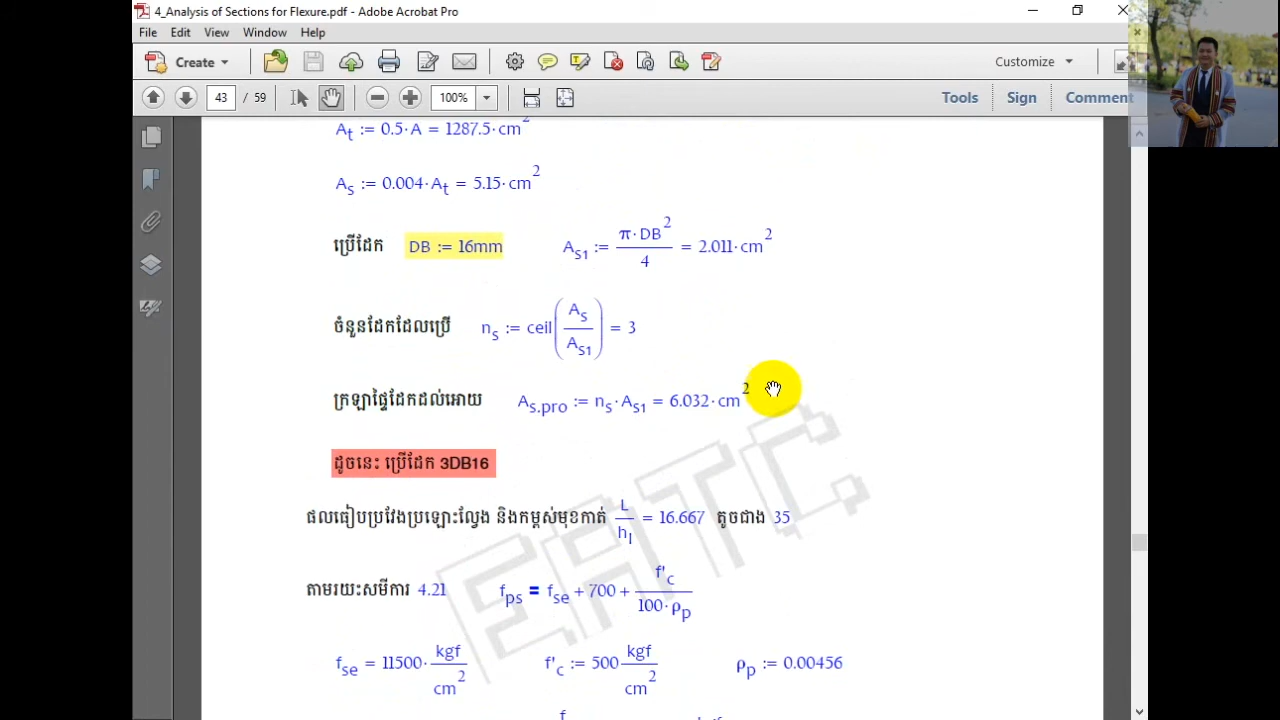 4_Analysis of Sections for Flexure.pdf - Adobe Acrobat Pro
File Edit View Window Help
Create Customize
43 / 59 100% Tools Sign Comment
At := 0.5·A = 1287.5·cm²
As := 0.004·At = 5.15·cm²
ប្រើដែក DB := 16mm As1 := π·DB²/4 = 2.011·cm²
ចំនួនដែកដែលប្រើ ns := ceil(As/As1) = 3
ក្រឡាផ្ទៃដែកដល់អោយ As.pro := ns·As1 = 6.032·cm²
ដូចនេះ ប្រើដែក 3DB16
ផលធៀបប្រវែងប្រឡោះល្វែង និងកម្ពស់មុខកាត់ L/hl = 16.667 តូចជាង 35
តាមរយៈសមីការ 4.21 fps = fse + 700 + f'c/100·ρp
fse = 11500·kgf/cm² f'c := 500 kgf/cm² ρp := 0.00456
EATC